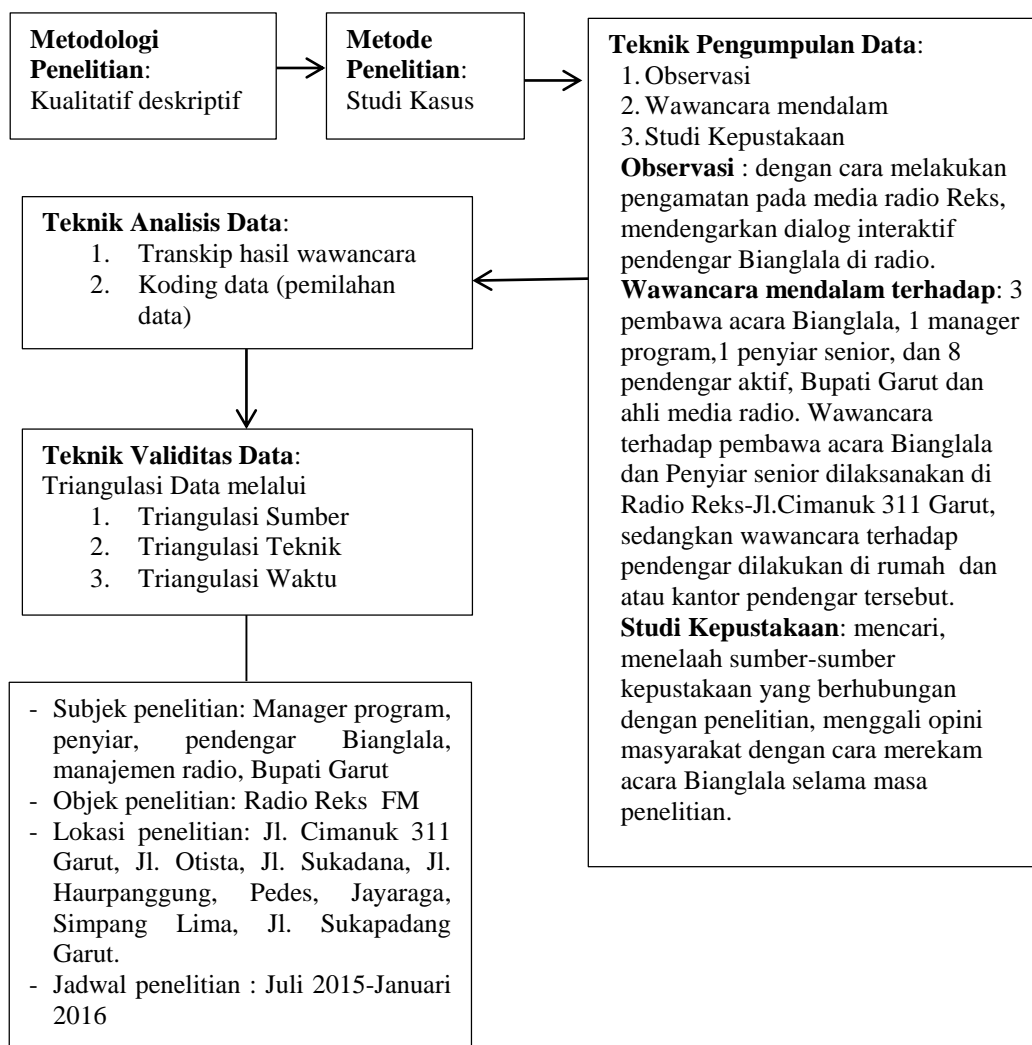 Metodologi
Penelitian:
Kualitatif deskriptif
Metode
Penelitian:
Studi Kasus
Teknik Pengumpulan Data:
1. Observasi
2. Wawancara mendalam
3. Studi Kepustakaan
Observasi : dengan cara melakukan
pengamatan pada media radio Reks,
mendengarkan dialog interaktif
pendengar Bianglala di radio.
Wawancara mendalam terhadap: 3
pembawa acara Bianglala, 1 manager
program,1 penyiar senior, dan 8
pendengar aktif, Bupati Garut dan
ahli media radio. Wawancara
terhadap pembawa acara Bianglala
dan Penyiar senior dilaksanakan di
Radio Reks-Jl.Cimanuk 311 Garut,
sedangkan wawancara terhadap
pendengar dilakukan di rumah dan
atau kantor pendengar tersebut.
Studi Kepustakaan: mencari,
menelaah sumber-sumber
kepustakaan yang berhubungan
dengan penelitian, menggali opini
masyarakat dengan cara merekam
acara Bianglala selama masa
penelitian.
Teknik Analisis Data:
1. Transkip hasil wawancara
2. Koding data (pemilahan
data)
Teknik Validitas Data:
Triangulasi Data melalui
1. Triangulasi Sumber
2. Triangulasi Teknik
3. Triangulasi Waktu
- Subjek penelitian: Manager program,
penyiar, pendengar Bianglala,
manajemen radio, Bupati Garut
- Objek penelitian: Radio Reks FM
- Lokasi penelitian: Jl. Cimanuk 311
Garut, Jl. Otista, Jl. Sukadana, Jl.
Haurpanggung, Pedes, Jayaraga,
Simpang Lima, Jl. Sukapadang
Garut.
- Jadwal penelitian : Juli 2015-Januari
2016